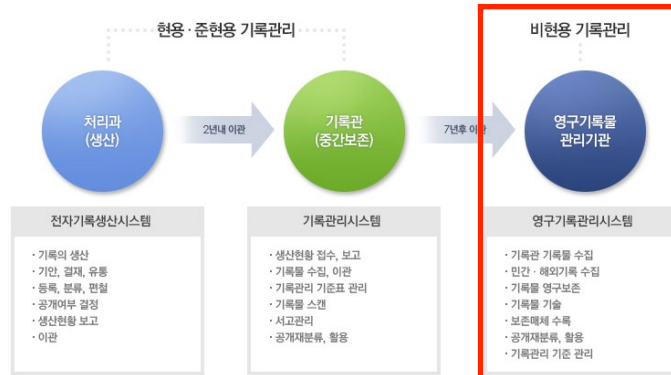 현용·준현용 기록관리
비현용 기록관리
처리과
(생산)
2년내 이관
기록관
(중간보존)
7년후 이관
영구기록물
관리기관
전자기록생산시스템
· 기록의 생산
· 기안, 결재, 유통
· 등록, 분류, 편철
· 공개여부 결정
· 생산현황 보고
· 이관
기록관리시스템
· 생산현황 접수, 보고
· 기록물 수집, 이관
· 기록관리 기준표 관리
· 기록물 스캔
· 서고관리
· 공개재분류, 활용
영구기록관리시스템
· 기록관 기록물 수집
· 민간·해외기록 수집
· 기록물 영구보존
· 기록물 기술
· 보존매체 수록
· 공개재분류, 활용
· 기록관리 기준 관리